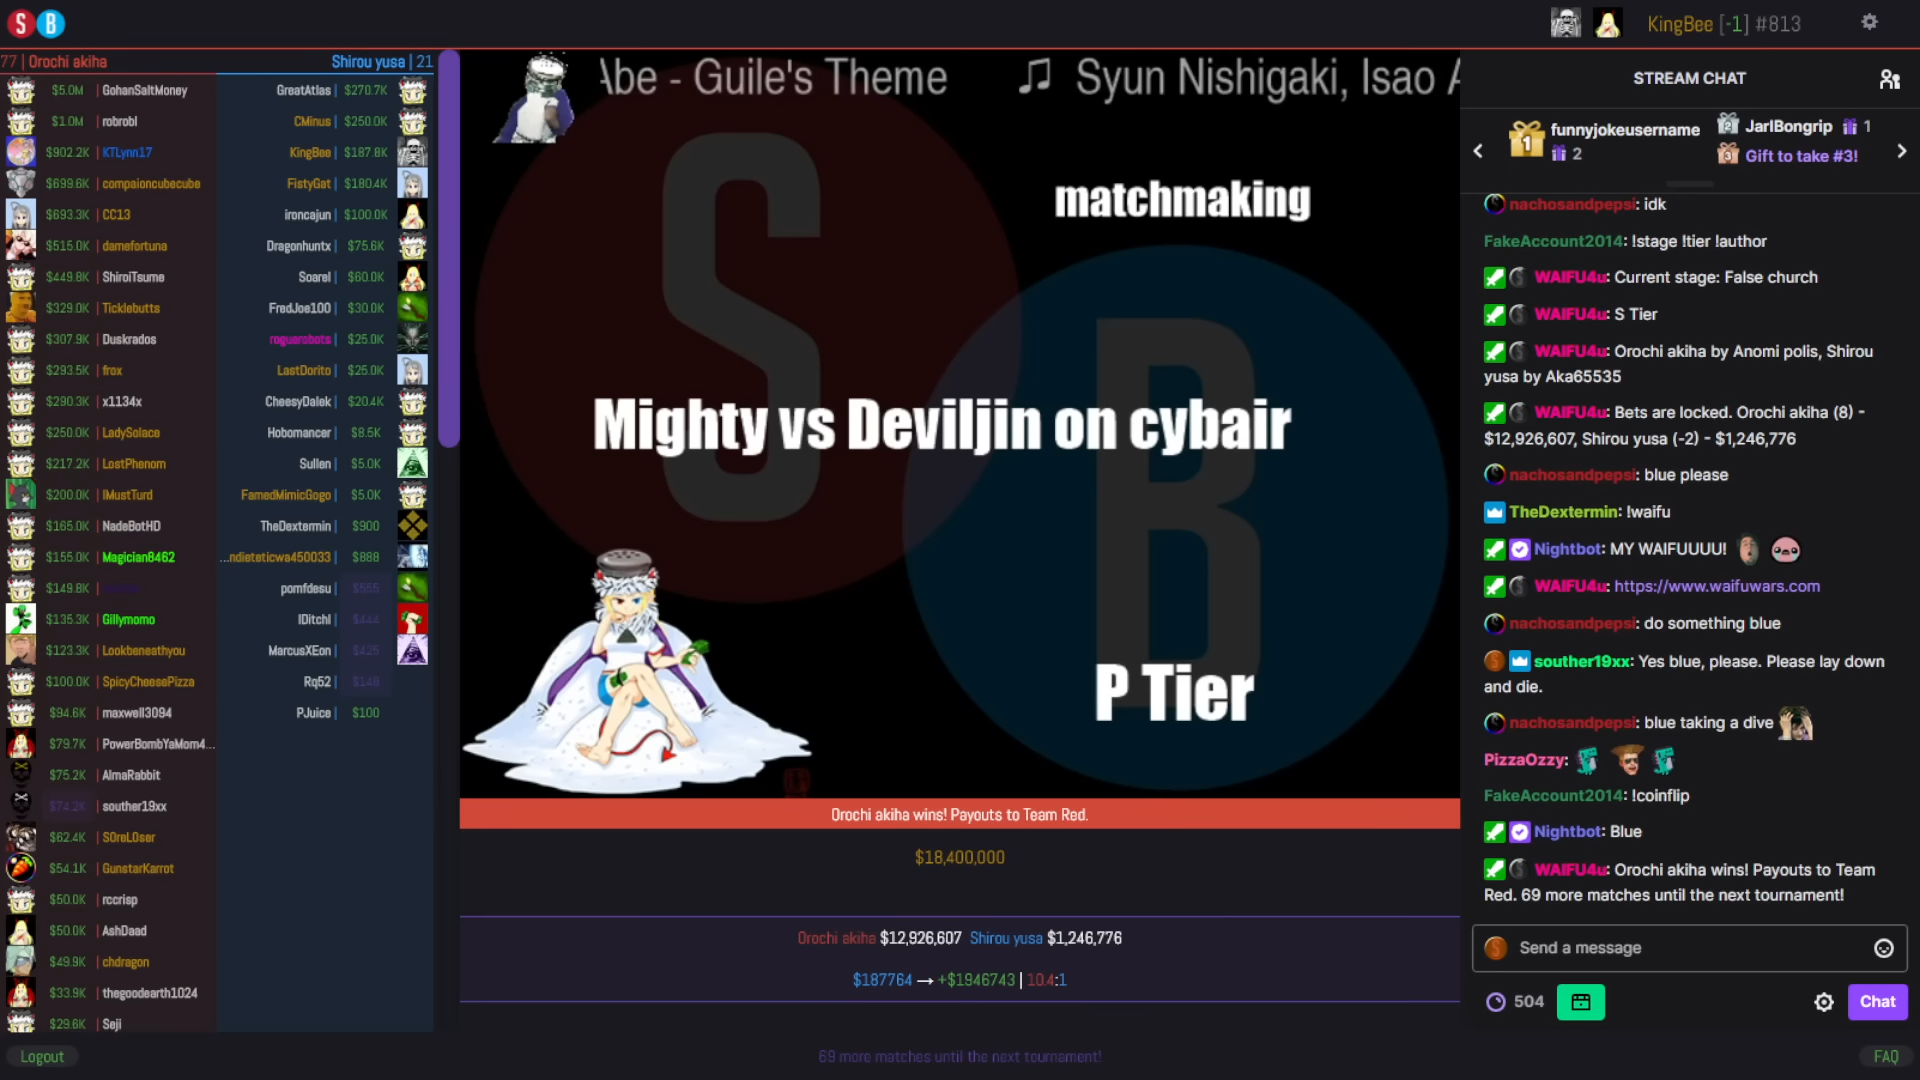 S B
KingBee [-1] #813
77 | Orochi akiha
Shirou yusa | 21
$5.0M | GohanSaltMoney
$1.0M | robrobl
$902.2K | KTLynn17
$699.6K | compaioncubecube
$693.3K | CC13
$515.0K | damefortuna
$449.8K | ShiroiTsume
$329.0K | Ticklebutts
$307.9K | Duskrados
$293.5K | frox
$290.3K | x1134x
$250.0K | LadySolace
$217.2K | LostPhenom
$200.0K | IMustTurd
$165.0K | NadeBotHD
$155.0K | Magician8462
$149.8K |
$135.3K | Gillymomo
$123.3K | Lookbeneathyou
$100.0K | SpicyCheesePizza
$94.6K | maxwell3094
$79.7K | PowerBombYaMom4...
$75.2K | AlmaRabbit
$74.2K | souther19xx
$62.4K | S0reL0ser
$54.1K | GunstarKarrot
$50.0K | rccrisp
$50.0K | AshDaad
$49.9K | chdragon
$33.9K | thegoodearth1024
$29.6K | Seji
GreatAtlas | $270.7K
CMinus | $250.0K
KingBee | $187.8K
FistyGat | $180.4K
ironcajun | $100.0K
Dragonhuntx | $75.6K
Soarel | $60.0K
FredJoe100 | $30.0K
roguarobots | $25.0K
LastDorito | $25.0K
CheesyDalek | $20.4K
Hobomancer | $8.5K
Sullen | $5.0K
FamedMimicGogo | $5.0K
TheDextermin | $900
...ndieteticwa450033 | $888
pomfdesu | $555
IDitchI | $444
MarcusXEon | $425
Rq52 |
PJuice | $100
Abe - Guile's Theme ♫ Syun Nishigaki, Isao A
S
B
matchmaking
Mighty vs Deviljin on cybair
P Tier
Orochi akiha wins! Payouts to Team Red.
$18,400,000
Orochi akiha $12,926,607 Shirou yusa $1,246,776
$187764 → +$1946743 | 10.4:1
69 more matches until the next tournament!
Logout
FAQ
STREAM CHAT
1 funnyjokeusername
2
2 JarlBongrip 1
3 Gift to take #3!
nachosandpepsi: idk
FakeAccount2014: !stage !tier !author
WAIFU4u: Current stage: False church
WAIFU4u: S Tier
WAIFU4u: Orochi akiha by Anomi polis, Shirou
yusa by Aka65535
WAIFU4u: Bets are locked. Orochi akiha (8) -
$12,926,607, Shirou yusa (-2) - $1,246,776
nachosandpepsi: blue please
TheDextermin: !waifu
Nightbot: MY WAIFUUUU!
WAIFU4u: https://www.waifuwars.com
nachosandpepsi: do something blue
souther19xx: Yes blue, please. Please lay down
and die.
nachosandpepsi: blue taking a dive
PizzaOzzy:
FakeAccount2014: !coinflip
Nightbot: Blue
WAIFU4u: Orochi akiha wins! Payouts to Team
Red. 69 more matches until the next tournament!
Send a message
504
Chat